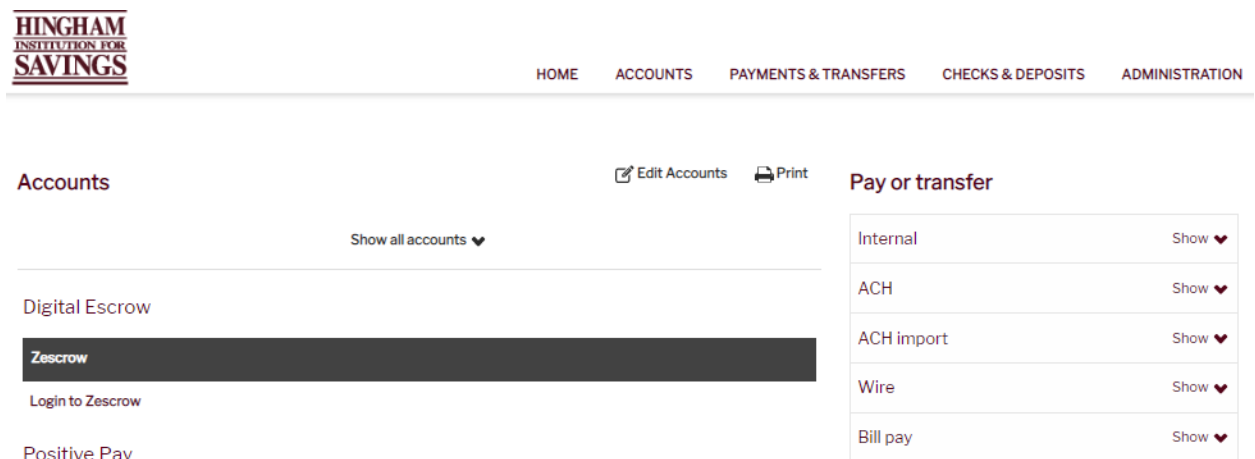 HINGHAM
INSTITUTION FOR
SAVINGS
HOME ACCOUNTS PAYMENTS & TRANSFERS CHECKS & DEPOSITS ADMINISTRATION
Accounts
Edit Accounts Print
Show all accounts
Digital Escrow
Zescrow
Login to Zescrow
Positive Pay
Pay or transfer
Internal Show
ACH Show
ACH import Show
Wire Show
Bill pay Show